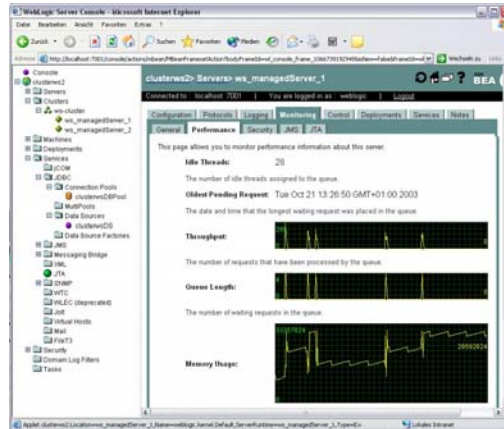 WebLogic Server Console - Microsoft Internet Explorer
Datei Bearbeiten Ansicht Favoriten Extras ?
Zurück Suchen Favoriten Medien
Adresse Wechseln zu Links
Console
clusterws2
Servers
Clusters
ws-cluster
ws_managedServer_1
ws_managedServer_2
Machines
Deployments
Services
jCOM
JDBC
Connection Pools
clusterwsDBPool
MultiPools
Data Sources
clusterwsDB
Data Source Factories
JMS
Messaging Bridge
XML
JTA
SNMP
WTC
WLEC (deprecated)
Jolt
Virtual Hosts
Mail
FileT3
Security
Domain Log Filters
Tasks
clusterws2> Servers> ws_managedServer_1
? BEA
Connected to: localhost:7001 | You are logged in as: weblogic | Logout
Configuration Protocols Logging Monitoring Control Deployments Services Notes
General Performance Security JMS JTA
This page allows you to monitor performance information about this server.
Idle Threads: 28
The number of idle threads assigned to the queue.
Oldest Pending Request: Tue Oct 21 13:26:50 GMT+01:00 2003
The date and time that the longest waiting request was placed in the queue.
Throughput:
The number of requests that have been processed by the queue.
Queue Length:
The number of waiting requests in the queue.
Memory Usage:
Lokales Intranet